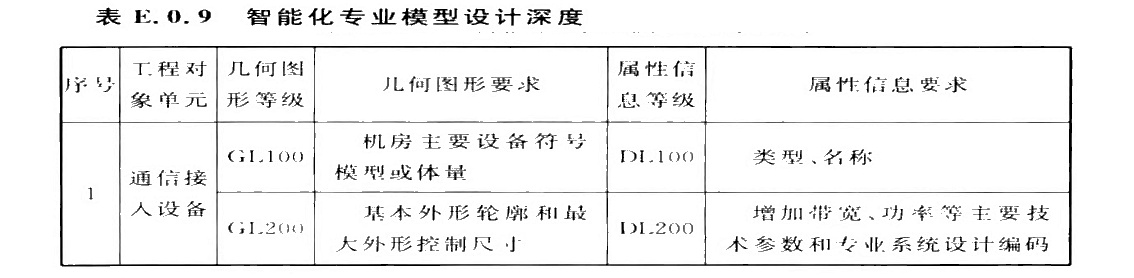 表 E.0.9 智能化专业模型设计深度
序号 工程对象单元 几何图形等级 几何图形要求 属性信息等级 属性信息要求
1 通信接入设备 GL100 机房主要设备符号模型或体量 DL100 类型、名称
GL200 基本外形轮廓和最大外形控制尺寸 DL200 增加带宽、功率等主要技术参数和专业系统设计编码